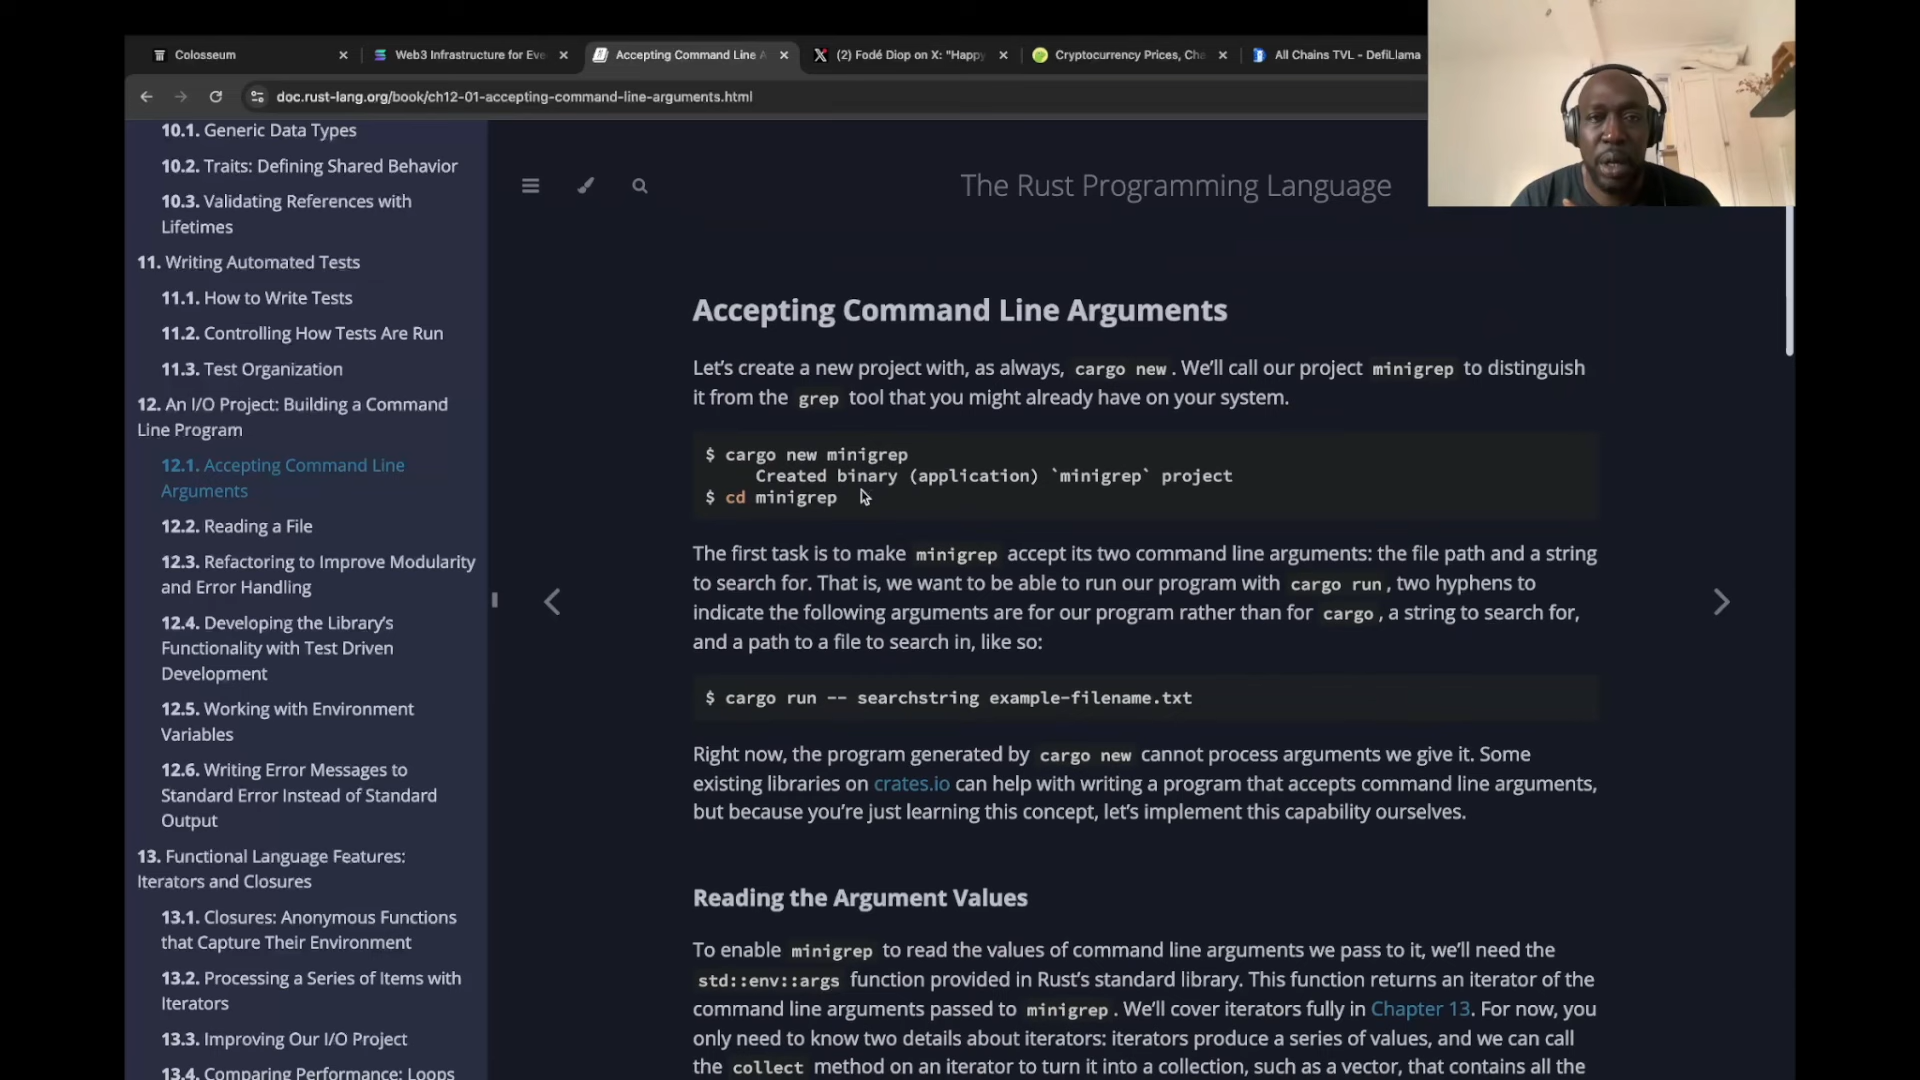 Colosseum
Web3 Infrastructure for Eve
Accepting Command Line A
(2) Fodé Diop on X: "Happy
Cryptocurrency Prices, Cha
All Chains TVL - DefiLlama
doc.rust-lang.org/book/ch12-01-accepting-command-line-arguments.html
10.1. Generic Data Types
10.2. Traits: Defining Shared Behavior
10.3. Validating References with
Lifetimes
11. Writing Automated Tests
11.1. How to Write Tests
11.2. Controlling How Tests Are Run
11.3. Test Organization
12. An I/O Project: Building a Command
Line Program
12.1. Accepting Command Line
Arguments
12.2. Reading a File
12.3. Refactoring to Improve Modularity
and Error Handling
12.4. Developing the Library’s
Functionality with Test Driven
Development
12.5. Working with Environment
Variables
12.6. Writing Error Messages to
Standard Error Instead of Standard
Output
13. Functional Language Features:
Iterators and Closures
13.1. Closures: Anonymous Functions
that Capture Their Environment
13.2. Processing a Series of Items with
Iterators
13.3. Improving Our I/O Project
13.4. Comparing Performance: Loops
The Rust Programming Language
Accepting Command Line Arguments
Let’s create a new project with, as always, cargo new. We’ll call our project minigrep to distinguish
it from the grep tool that you might already have on your system.
$ cargo new minigrep
Created binary (application) `minigrep` project
$ cd minigrep
The first task is to make minigrep accept its two command line arguments: the file path and a string
to search for. That is, we want to be able to run our program with cargo run, two hyphens to
indicate the following arguments are for our program rather than for cargo, a string to search for,
and a path to a file to search in, like so:
$ cargo run -- searchstring example-filename.txt
Right now, the program generated by cargo new cannot process arguments we give it. Some
existing libraries on crates.io can help with writing a program that accepts command line arguments,
but because you’re just learning this concept, let’s implement this capability ourselves.
Reading the Argument Values
To enable minigrep to read the values of command line arguments we pass to it, we’ll need the
std::env::args function provided in Rust’s standard library. This function returns an iterator of the
command line arguments passed to minigrep. We’ll cover iterators fully in Chapter 13. For now, you
only need to know two details about iterators: iterators produce a series of values, and we can call
the collect method on an iterator to turn it into a collection, such as a vector, that contains all the